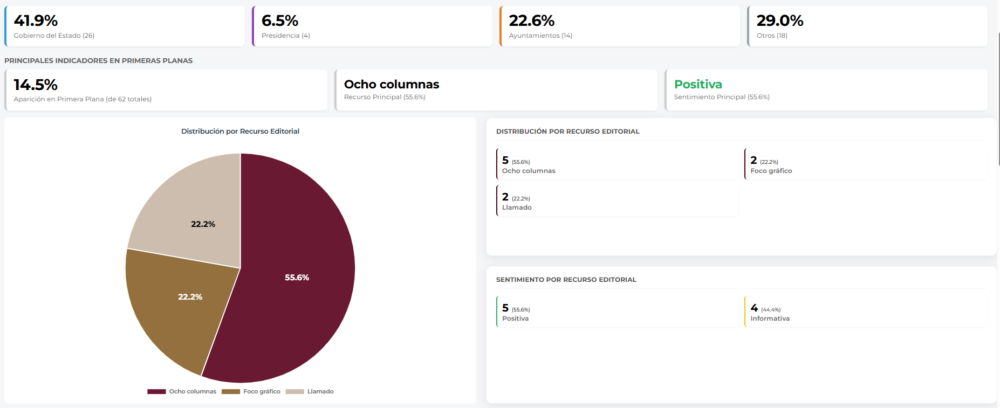 41.9%
Gobierno del Estado (26)
6.5%
Presidencia (4)
22.6%
Ayuntamientos (14)
29.0%
Otros (18)
PRINCIPALES INDICADORES EN PRIMERAS PLANAS
14.5%
Aparición en Primera Plana (de 62 totales)
Ocho columnas
Recurso Principal (55.6%)
Positiva
Sentimiento Principal (55.6%)
Distribución por Recurso Editorial
22.2%
55.6%
22.2%
Ocho columnas
Foco gráfico
Llamado
DISTRIBUCIÓN POR RECURSO EDITORIAL
5 (55.6%)
Ocho columnas
2 (22.2%)
Foco gráfico
2 (22.2%)
Llamado
SENTIMIENTO POR RECURSO EDITORIAL
5 (55.6%)
Positiva
4 (44.4%)
Informativa